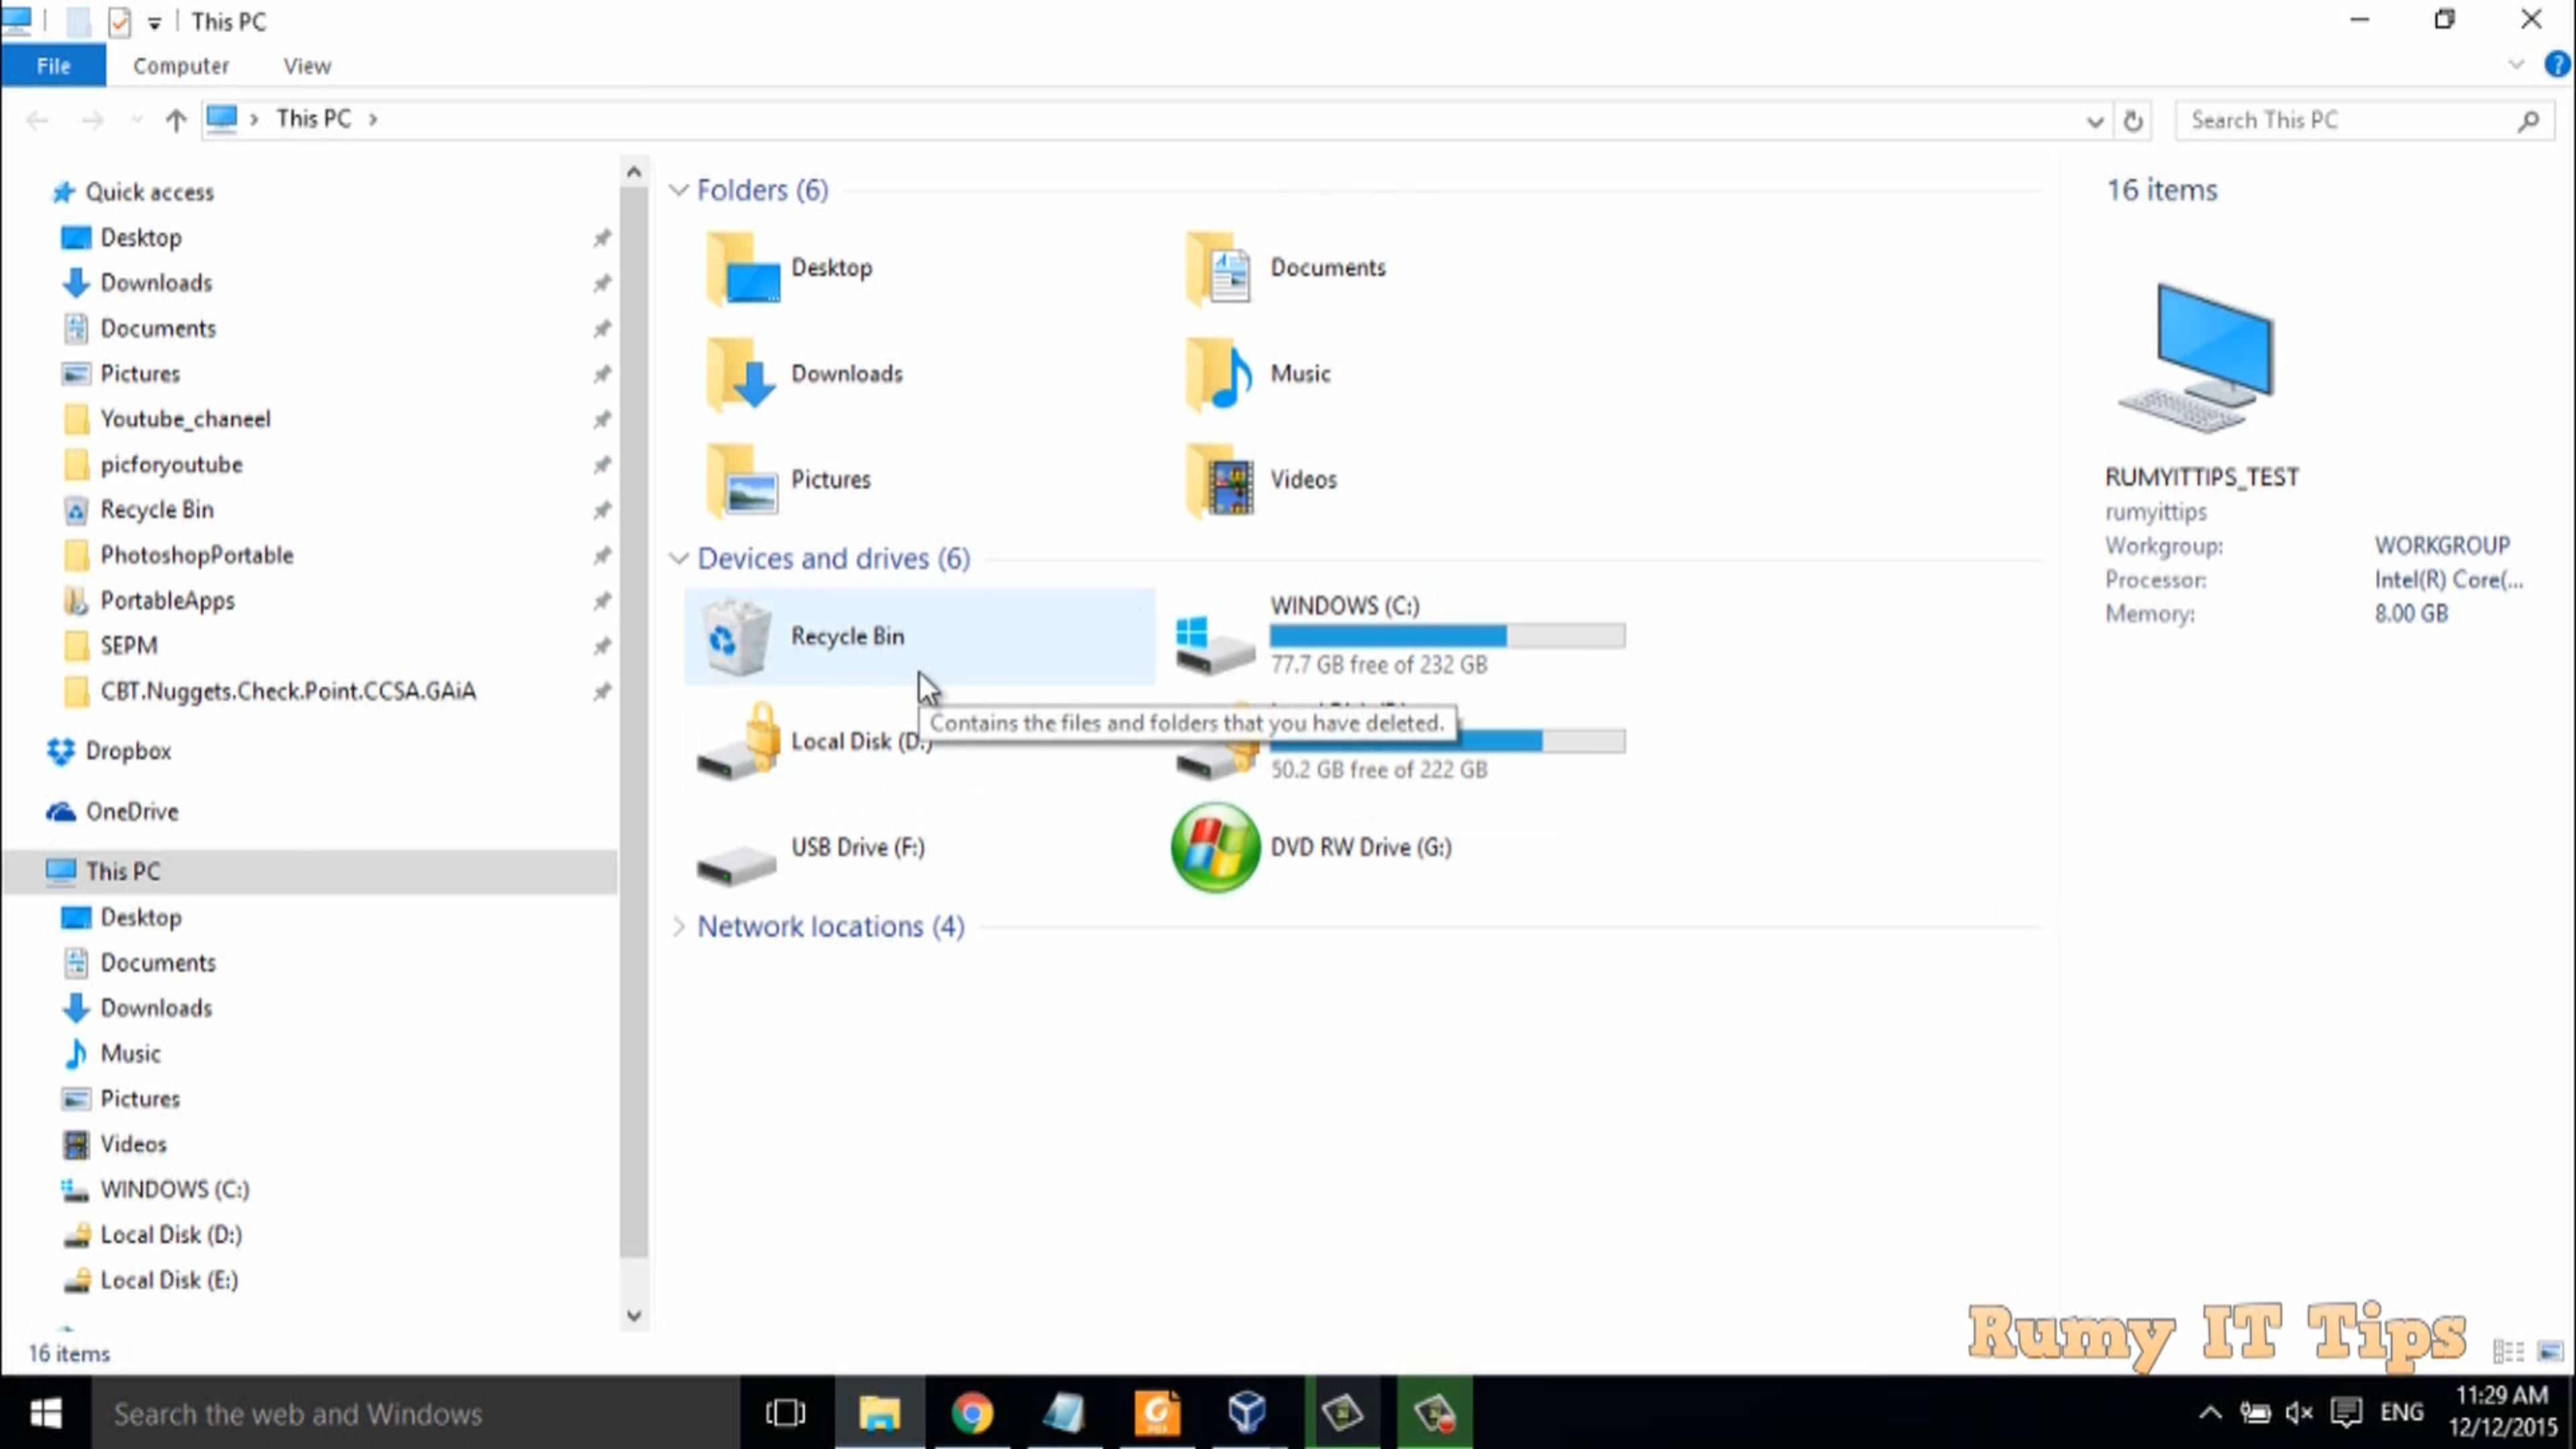 This PC
File Computer View
This PC
Search This PC
Quick access
Desktop
Downloads
Documents
Pictures
Youtube_chaneel
picforyoutube
Recycle Bin
PhotoshopPortable
PortableApps
SEPM
CBT.Nuggets.Check.Point.CCSA.GAiA
Dropbox
OneDrive
This PC
Desktop
Documents
Downloads
Music
Pictures
Videos
WINDOWS (C:)
Local Disk (D:)
Local Disk (E:)
16 items
Folders (6)
Desktop
Documents
Downloads
Music
Pictures
Videos
Devices and drives (6)
Recycle Bin
WINDOWS (C:)
77.7 GB free of 232 GB
Contains the files and folders that you have deleted.
Local Disk (D:)
50.2 GB free of 222 GB
USB Drive (F:)
DVD RW Drive (G:)
Network locations (4)
16 items
RUMYITTIPS_TEST
rumyittips
Workgroup: WORKGROUP
Processor: Intel(R) Core(...
Memory: 8.00 GB
Rumy IT Tips
Search the web and Windows
ENG
11:29 AM
12/12/2015